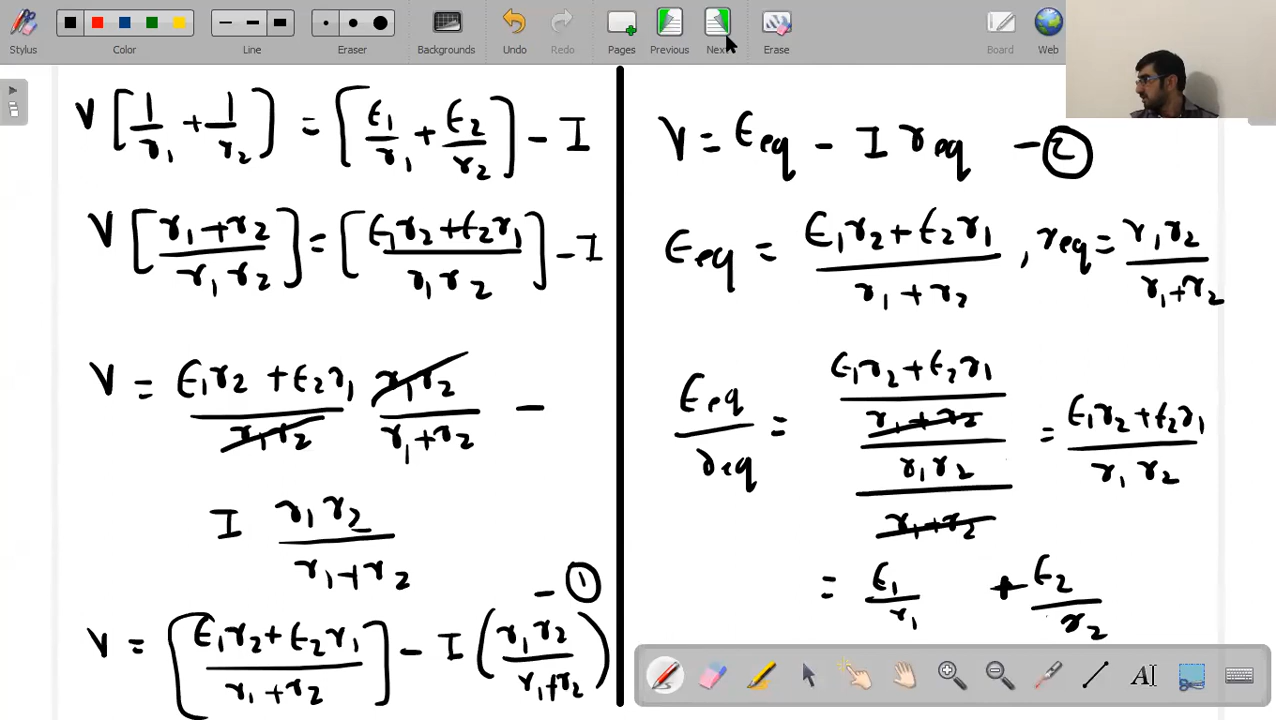 Stylus Color Line Eraser Backgrounds Undo Redo Pages Previous Next Erase Board Web
V [1/r₁ + 1/r₂] = [ε₁/r₁ + ε₂/r₂] - I
V [(r₁+r₂)/(r₁r₂)] = [(ε₁r₂+ε₂r₁)/(r₁r₂)] - I
V = (ε₁r₂+ε₂r₁)/(r₁r₂) (r₁r₂)/(r₁+r₂) -
I (r₁r₂)/(r₁+r₂)
- ①
V = [(ε₁r₂+ε₂r₁)/(r₁+r₂)] - I ((r₁r₂)/(r₁+r₂))
V = εeq - I req - ②
εeq = (ε₁r₂+ε₂r₁)/(r₁+r₂), req = (r₁r₂)/(r₁+r₂)
εeq/req = ((ε₁r₂+ε₂r₁)/(r₁+r₂))/((r₁r₂)/(r₁+r₂)) = (ε₁r₂+ε₂r₁)/(r₁r₂)
= ε₁/r₁ + ε₂/r₂